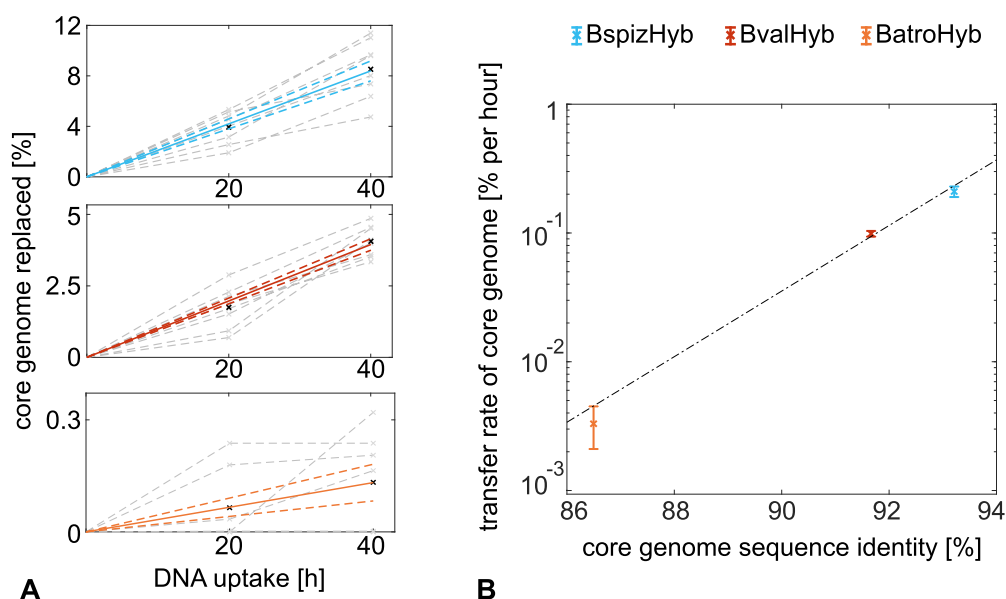 BspizHyb BvalHyb BatroHyb
core genome replaced [%]
12
8
4
0
20 40
5
2.5
0
20 40
0.3
0
20 40
DNA uptake [h]
A
transfer rate of core genome [% per hour]
1
10-1
10-2
10-3
86 88 90 92 94
core genome sequence identity [%]
B